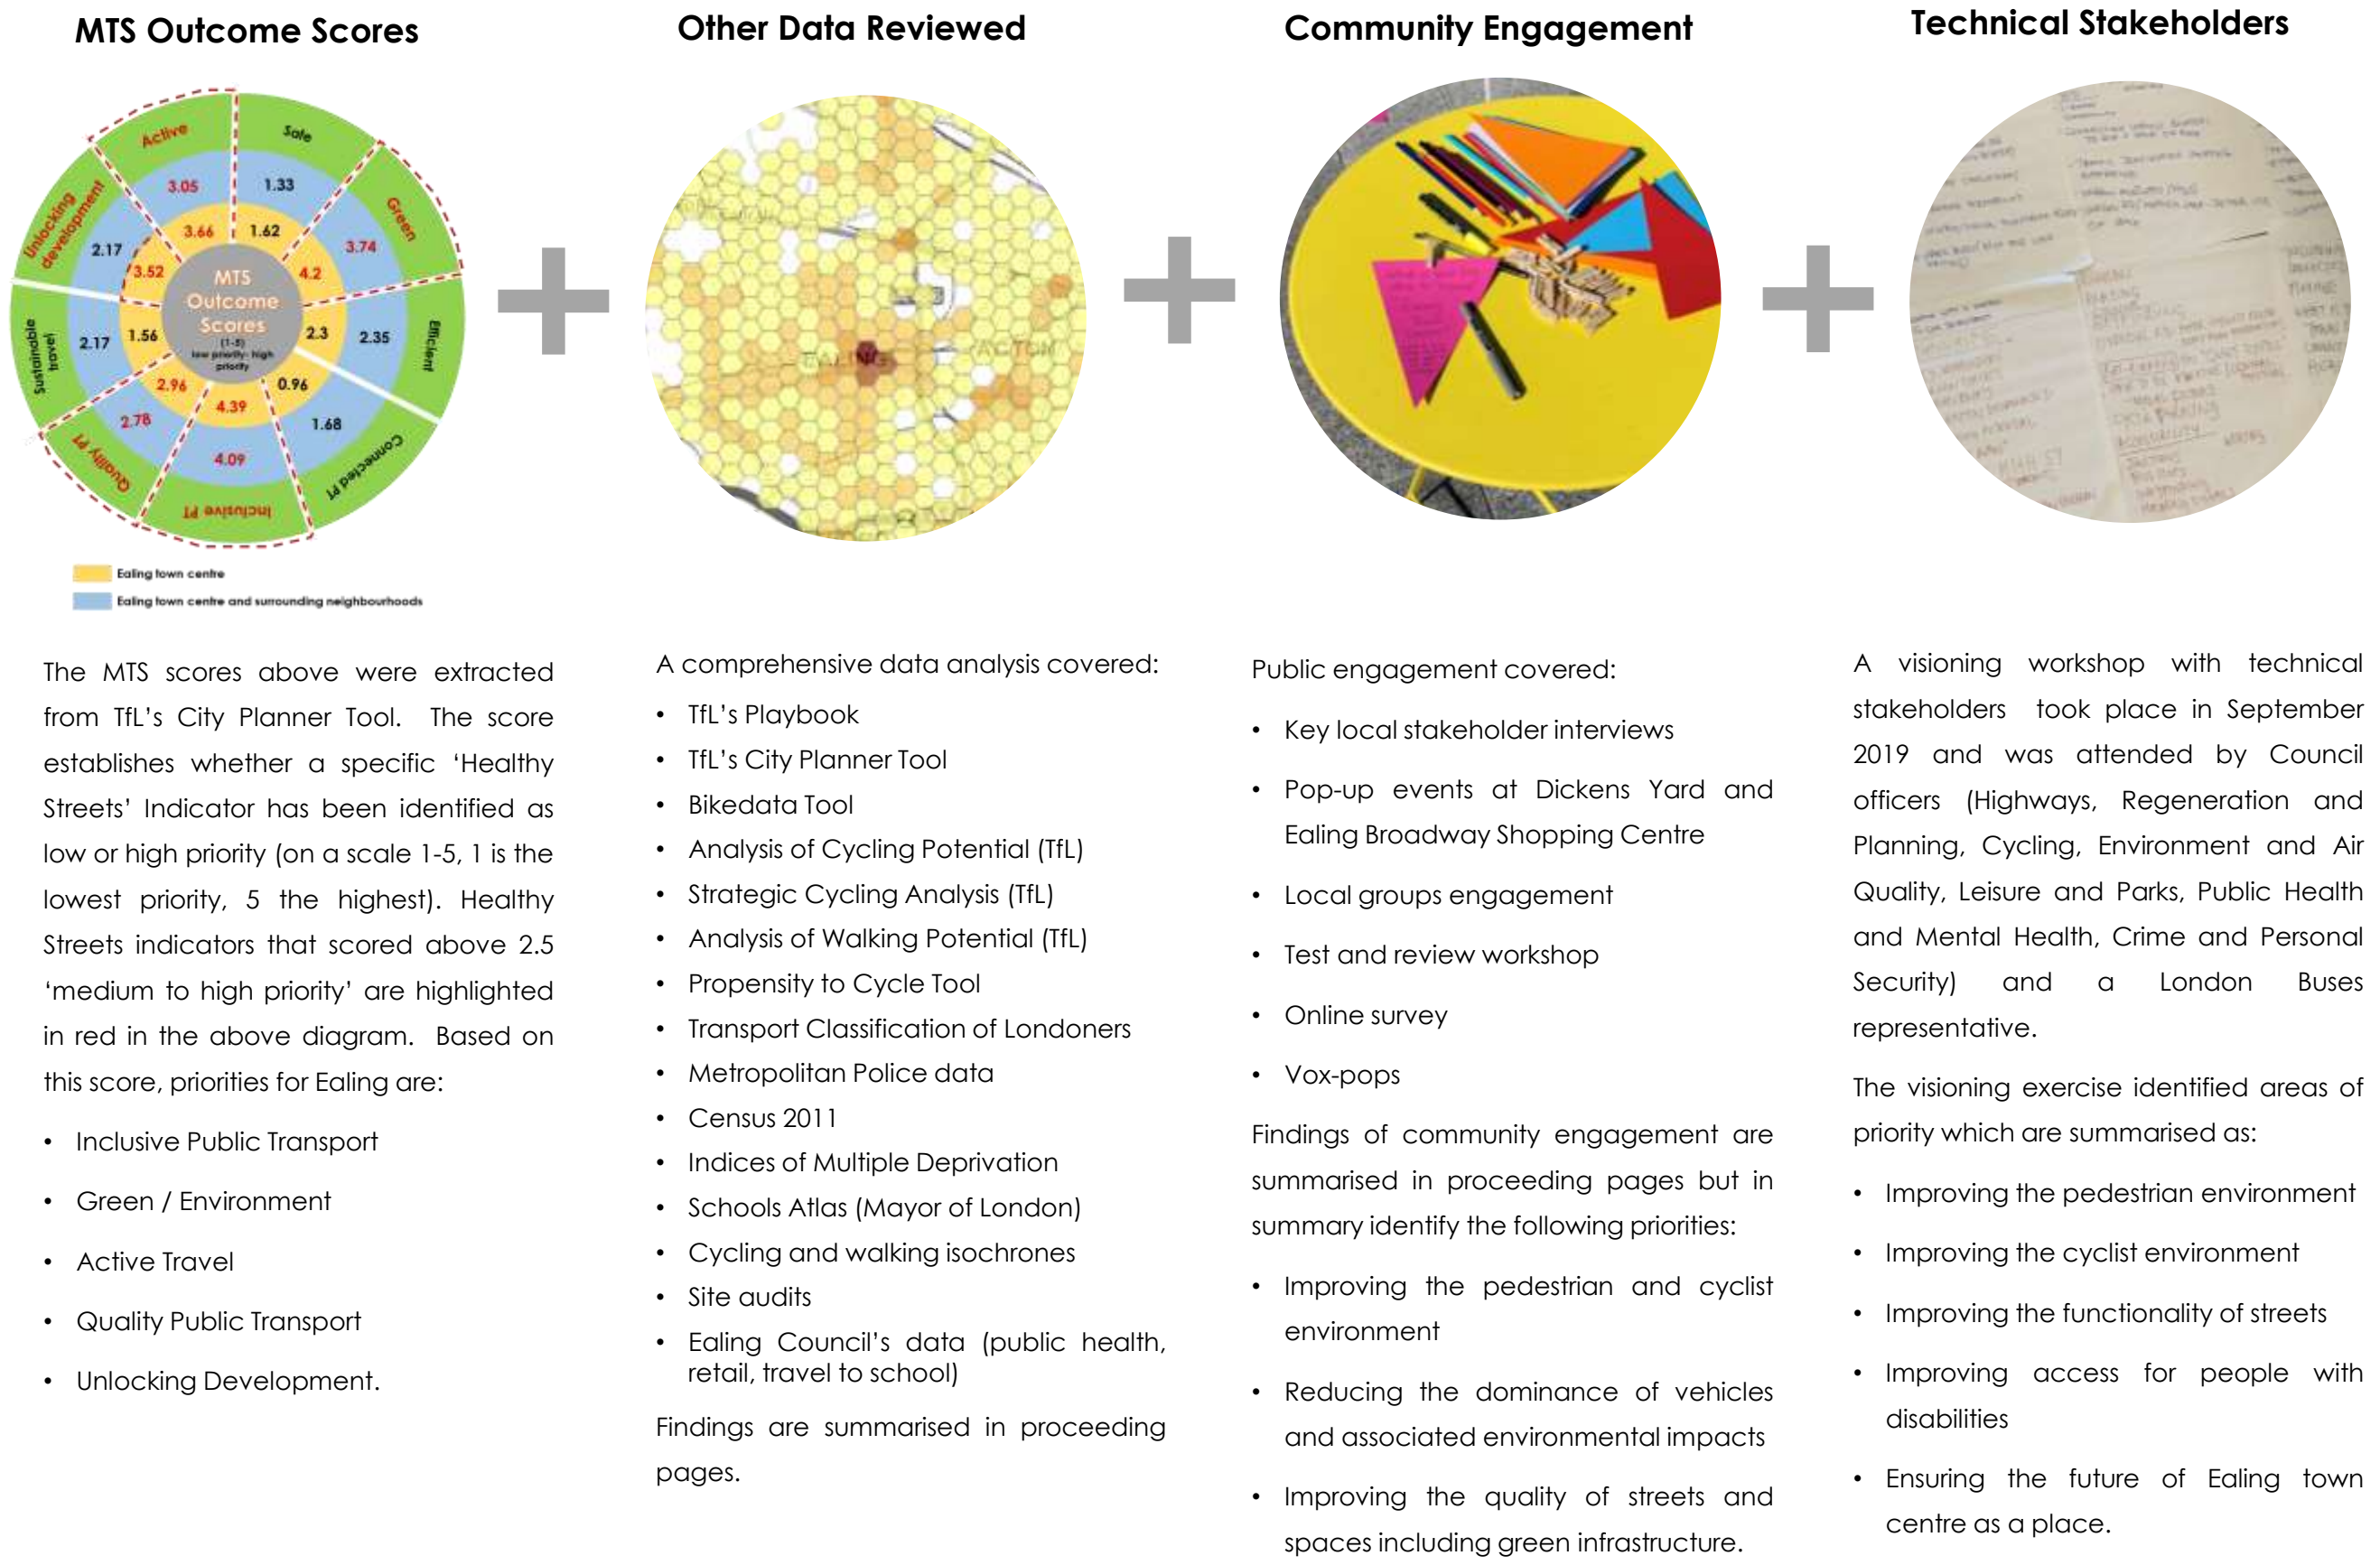 MTS Outcome Scores
Active
Safe
Green
Efficient
Connected PT
Inclusive PT
Quality PT
Sustainable
travel
Unlocking
development
3.05
1.33
3.74
2.35
1.68
4.09
2.78
2.17
2.17
3.66
1.62
4.2
2.3
0.96
4.39
2.96
1.56
3.52
MTS
Outcome
Scores
(1-5)
low priority- high
priority
Ealing town centre
Ealing town centre and surrounding neighbourhoods
The MTS scores above were extracted
from TfL's City Planner Tool. The score
establishes whether a specific ‘Healthy
Streets’ Indicator has been identified as
low or high priority (on a scale 1-5, 1 is the
lowest priority, 5 the highest). Healthy
Streets indicators that scored above 2.5
‘medium to high priority’ are highlighted
in red in the above diagram. Based on
this score, priorities for Ealing are:
• Inclusive Public Transport
• Green / Environment
• Active Travel
• Quality Public Transport
• Unlocking Development.
Other Data Reviewed
EALING
ACTON
A comprehensive data analysis covered:
• TfL's Playbook
• TfL's City Planner Tool
• Bikedata Tool
• Analysis of Cycling Potential (TfL)
• Strategic Cycling Analysis (TfL)
• Analysis of Walking Potential (TfL)
• Propensity to Cycle Tool
• Transport Classification of Londoners
• Metropolitan Police data
• Census 2011
• Indices of Multiple Deprivation
• Schools Atlas (Mayor of London)
• Cycling and walking isochrones
• Site audits
• Ealing Council's data (public health,
retail, travel to school)
Findings are summarised in proceeding
pages.
Community Engagement
Public engagement covered:
• Key local stakeholder interviews
• Pop-up events at Dickens Yard and
Ealing Broadway Shopping Centre
• Local groups engagement
• Test and review workshop
• Online survey
• Vox-pops
Findings of community engagement are
summarised in proceeding pages but in
summary identify the following priorities:
• Improving the pedestrian and cyclist
environment
• Reducing the dominance of vehicles
and associated environmental impacts
• Improving the quality of streets and
spaces including green infrastructure.
Technical Stakeholders
A visioning workshop with technical
stakeholders took place in September
2019 and was attended by Council
officers (Highways, Regeneration and
Planning, Cycling, Environment and Air
Quality, Leisure and Parks, Public Health
and Mental Health, Crime and Personal
Security) and a London Buses
representative.
The visioning exercise identified areas of
priority which are summarised as:
• Improving the pedestrian environment
• Improving the cyclist environment
• Improving the functionality of streets
• Improving access for people with
disabilities
• Ensuring the future of Ealing town
centre as a place.